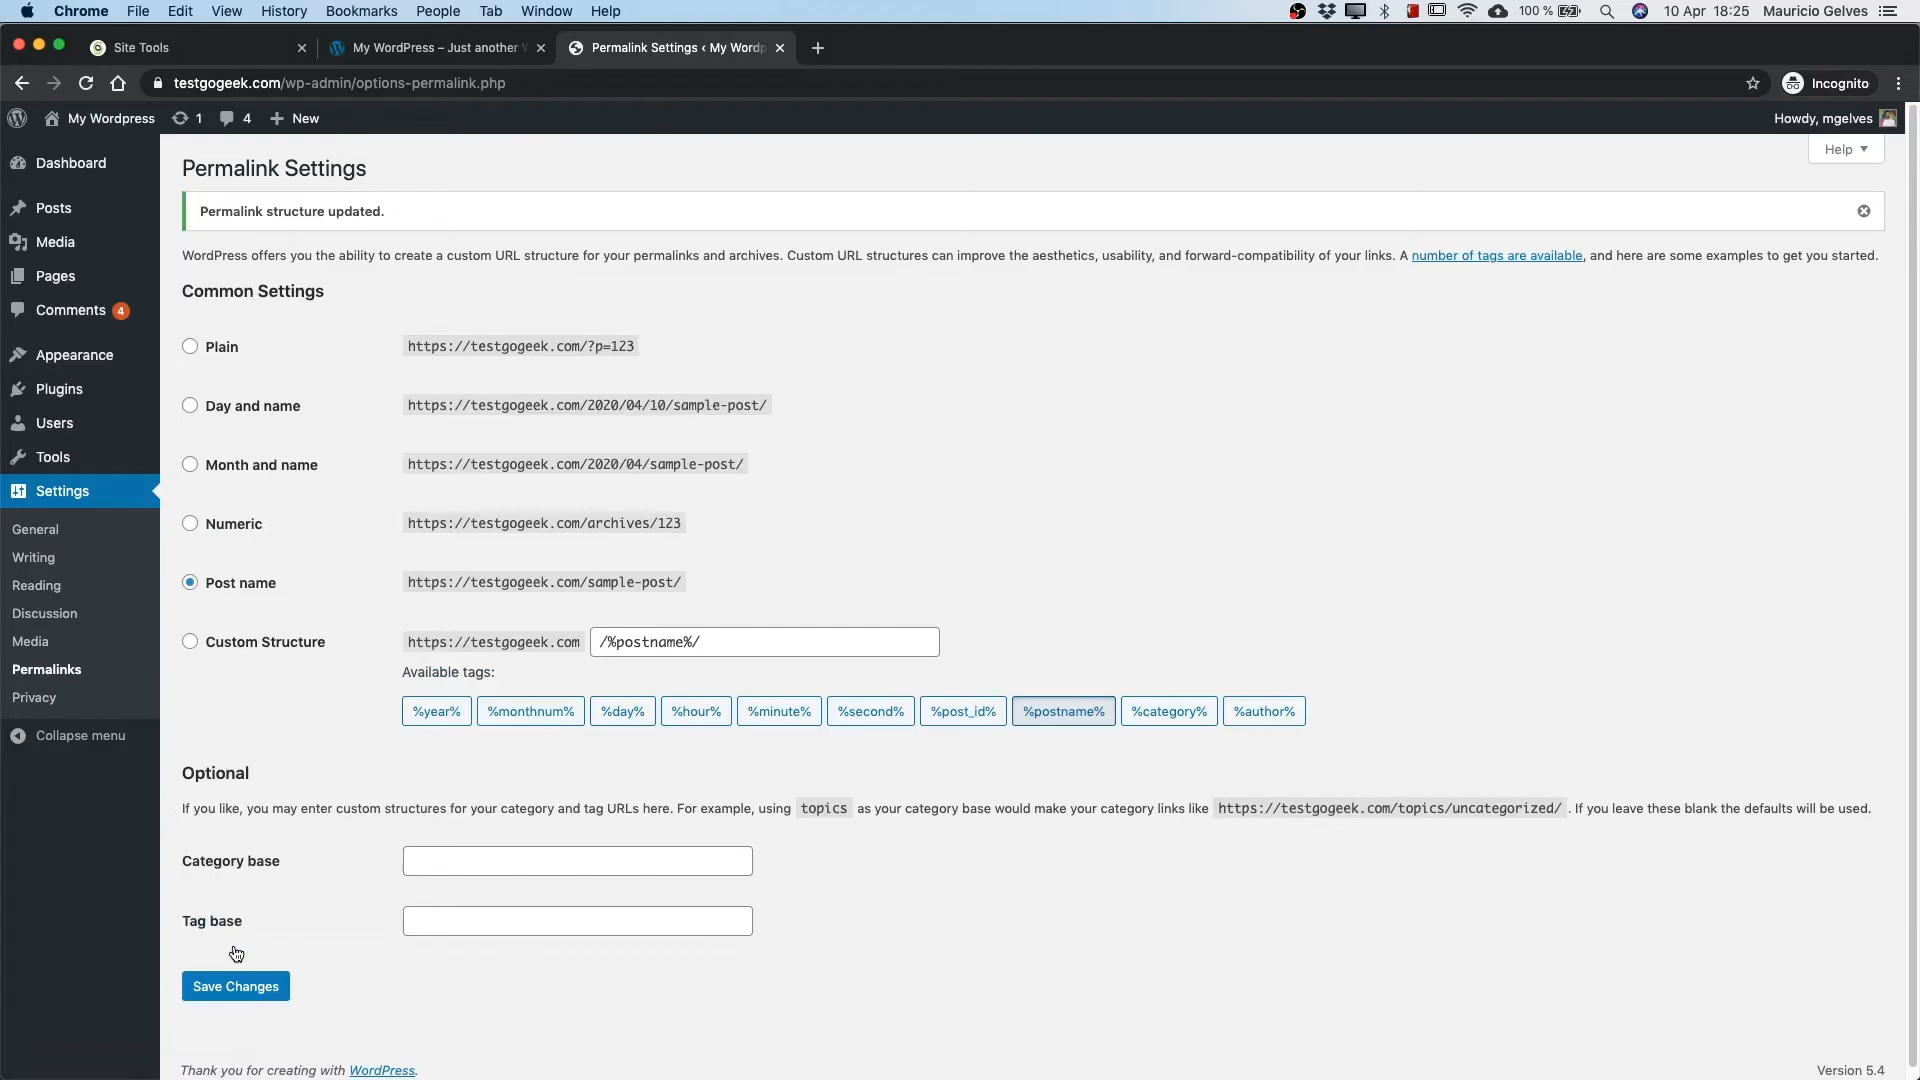 Chrome File Edit View History Bookmarks People Tab Window Help 100 % 10 Apr 18:25 Mauricio Gelves
Site Tools My WordPress – Just another Permalink Settings ‹ My Wordp
testgogeek.com/wp-admin/options-permalink.php Incognito
My Wordpress 1 4 New Howdy, mgelves
Help
Dashboard
Posts
Media
Pages
Comments 4
Appearance
Plugins
Users
Tools
Settings
General
Writing
Reading
Discussion
Media
Permalinks
Privacy
Collapse menu
Permalink Settings
Permalink structure updated.
WordPress offers you the ability to create a custom URL structure for your permalinks and archives. Custom URL structures can improve the aesthetics, usability, and forward-compatibility of your links. A number of tags are available, and here are some examples to get you started.
Common Settings
Plain https://testgogeek.com/?p=123
Day and name https://testgogeek.com/2020/04/10/sample-post/
Month and name https://testgogeek.com/2020/04/sample-post/
Numeric https://testgogeek.com/archives/123
Post name https://testgogeek.com/sample-post/
Custom Structure https://testgogeek.com /%postname%/
Available tags:
%year% %monthnum% %day% %hour% %minute% %second% %post_id% %postname% %category% %author%
Optional
If you like, you may enter custom structures for your category and tag URLs here. For example, using topics as your category base would make your category links like https://testgogeek.com/topics/uncategorized/ . If you leave these blank the defaults will be used.
Category base
Tag base
Save Changes
Thank you for creating with WordPress. Version 5.4